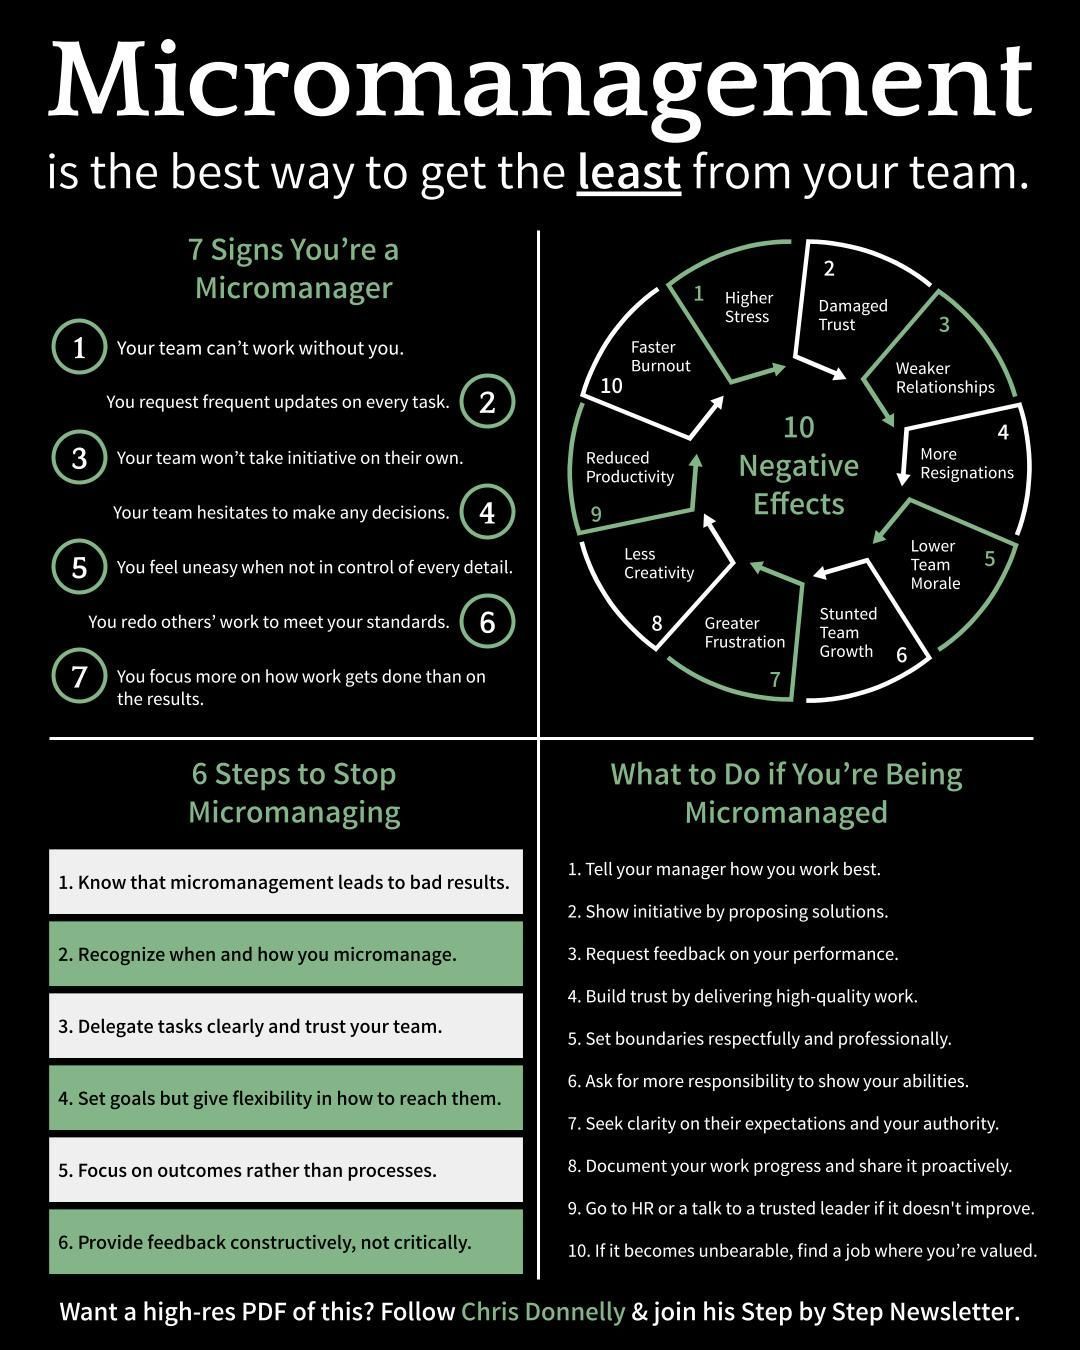 Micromanagement
is the best way to get the least from your team.
7 Signs You're a
Micromanager
1
Your team can't work without you.
You request frequent updates on every task.
2
3
Your team won't take initiative on their own.
Your team hesitates to make any decisions.
4
5
You feel uneasy when not in control of every detail.
You redo others' work to meet your standards.
6
7
You focus more on how work gets done than on
the results.
10
Negative
Effects
1
Higher
Stress
2
Damaged
Trust
3
Weaker
Relationships
4
More
Resignations
5
Lower
Team
Morale
6
Stunted
Team
Growth
7
Greater
Frustration
8
Less
Creativity
9
Reduced
Productivity
10
Faster
Burnout
6 Steps to Stop
Micromanaging
1. Know that micromanagement leads to bad results.
2. Recognize when and how you micromanage.
3. Delegate tasks clearly and trust your team.
4. Set goals but give flexibility in how to reach them.
5. Focus on outcomes rather than processes.
6. Provide feedback constructively, not critically.
What to Do if You're Being
Micromanaged
1. Tell your manager how you work best.
2. Show initiative by proposing solutions.
3. Request feedback on your performance.
4. Build trust by delivering high-quality work.
5. Set boundaries respectfully and professionally.
6. Ask for more responsibility to show your abilities.
7. Seek clarity on their expectations and your authority.
8. Document your work progress and share it proactively.
9. Go to HR or a talk to a trusted leader if it doesn't improve.
10. If it becomes unbearable, find a job where you're valued.
Want a high-res PDF of this? Follow Chris Donnelly & join his Step by Step Newsletter.